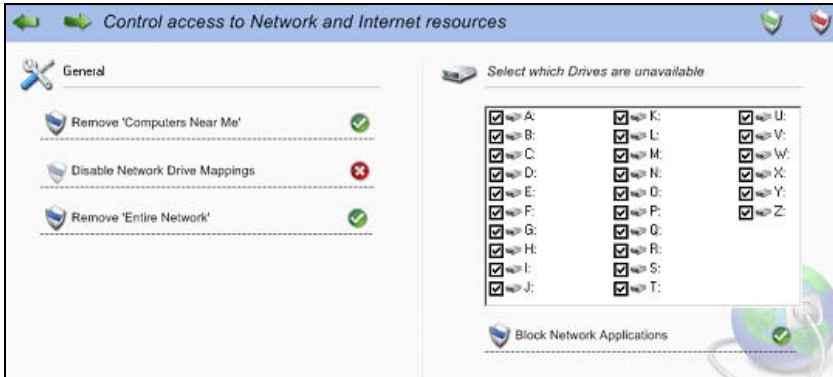 Control access to Network and Internet resources
General
Remove 'Computers Near Me'
Disable Network Drive Mappings
Remove 'Entire Network'
Select which Drives are unavailable
A: K: U:
B: L: V:
C: M: W:
D: N: X:
E: O: Y:
F: P: Z:
G: Q:
H: R:
I: S:
J: T:
Block Network Applications